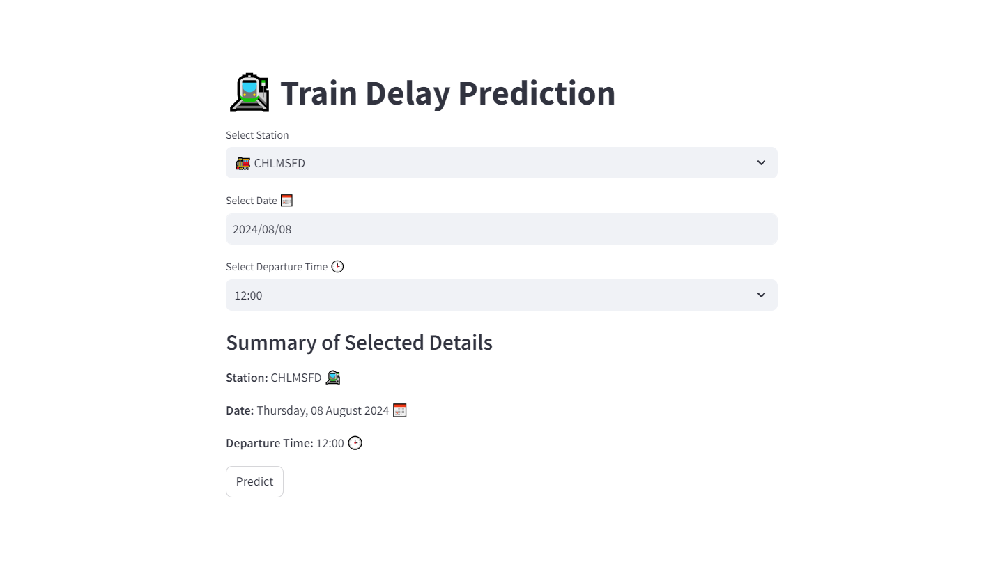 Train Delay Prediction
Select Station
CHLMSFD
Select Date
2024/08/08
Select Departure Time
12:00
Summary of Selected Details
Station: CHLMSFD
Date: Thursday, 08 August 2024
Departure Time: 12:00
Predict